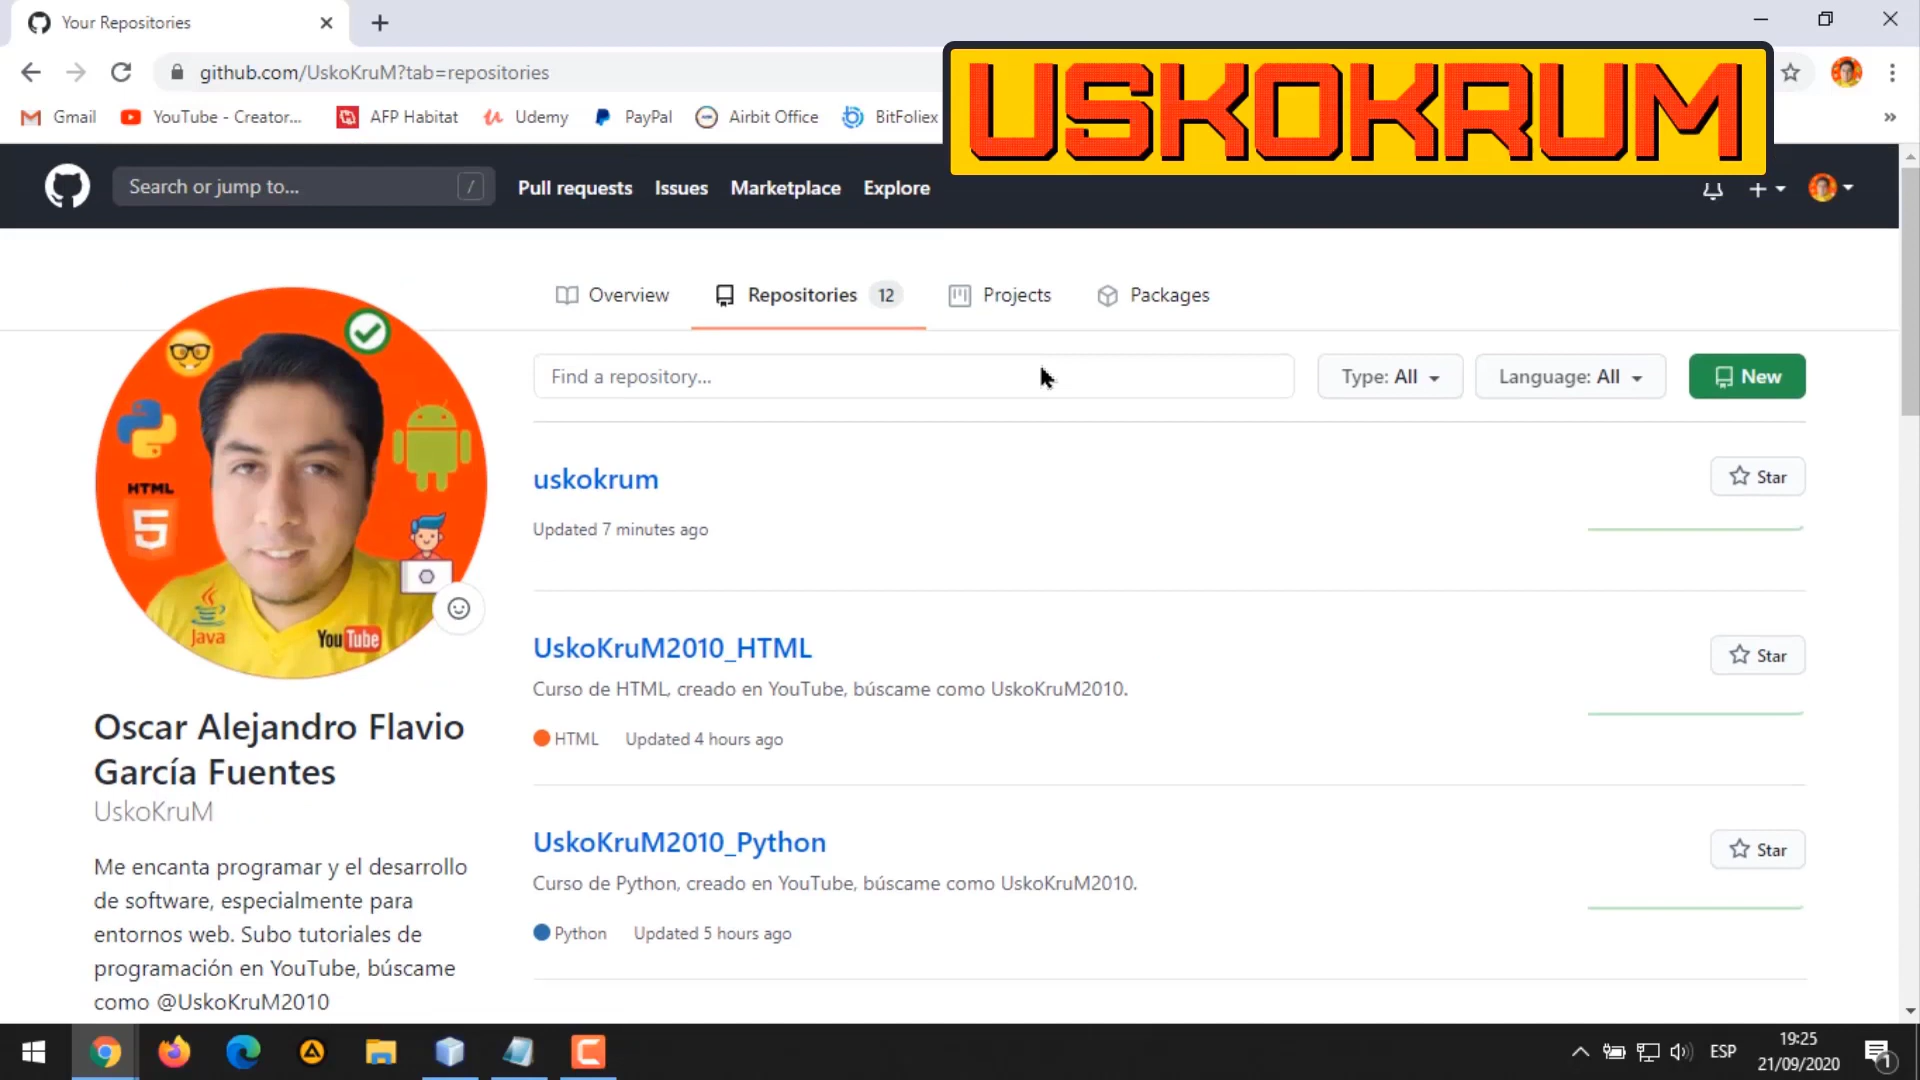 Your Repositories
github.com/UskoKruM?tab=repositories
USKOKRUM
Gmail
YouTube - Creator...
AFP Habitat
Udemy
PayPal
Airbit Office
BitFoliex
»
Search or jump to...
/
Pull requests
Issues
Marketplace
Explore
Overview
Repositories 12
Projects
Packages
Find a repository...
Type: All
Language: All
New
HTML
5
Java
YouTube
Oscar Alejandro Flavio
García Fuentes
UskoKruM
Me encanta programar y el desarrollo
de software, especialmente para
entornos web. Subo tutoriales de
programación en YouTube, búscame
como @UskoKruM2010
uskokrum
Star
Updated 7 minutes ago
UskoKruM2010_HTML
Star
Curso de HTML, creado en YouTube, búscame como UskoKruM2010.
HTML
Updated 4 hours ago
UskoKruM2010_Python
Star
Curso de Python, creado en YouTube, búscame como UskoKruM2010.
Python
Updated 5 hours ago
ESP
19:25
21/09/2020
1